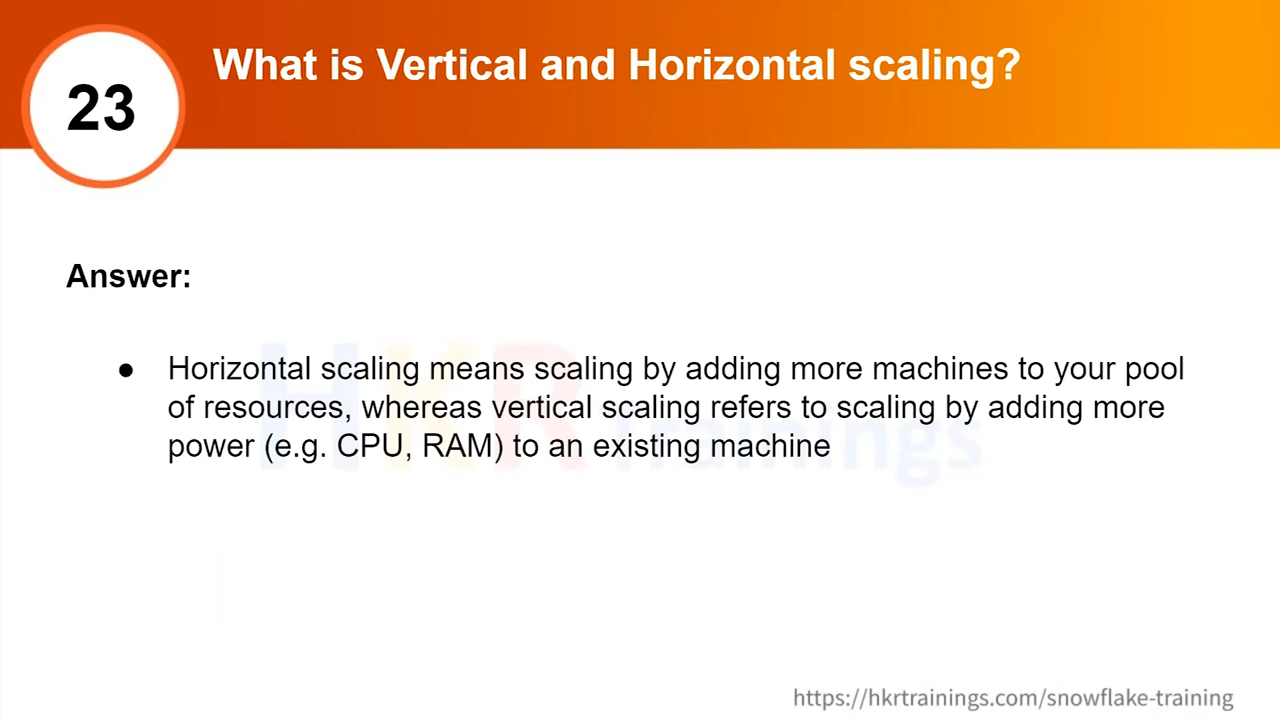 23
What is Vertical and Horizontal scaling?
Answer:
● Horizontal scaling means scaling by adding more machines to your pool
of resources, whereas vertical scaling refers to scaling by adding more
power (e.g. CPU, RAM) to an existing machine
HKR Trainings
https://hkrtrainings.com/snowflake-training